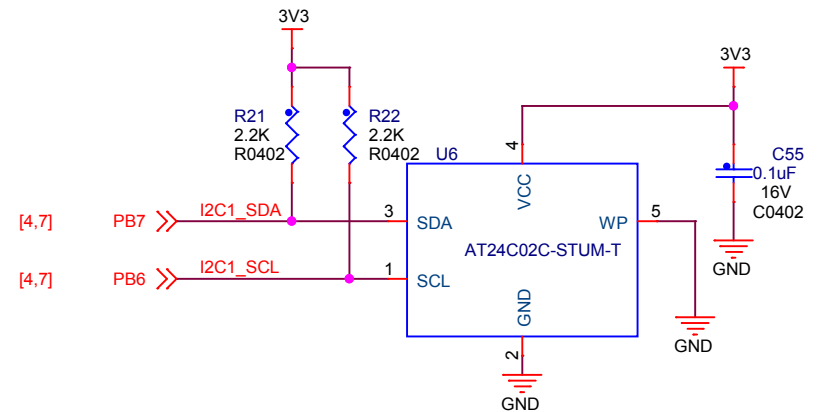 3V3
3V3
R21
2.2K
R0402
R22
2.2K
R0402
U6
4
VCC
C55
0.1uF
16V
C0402
GND
[4,7]
PB7
I2C1_SDA
3
SDA
WP
5
AT24C02C-STUM-T
[4,7]
PB6
I2C1_SCL
1
SCL
GND
2
GND
GND